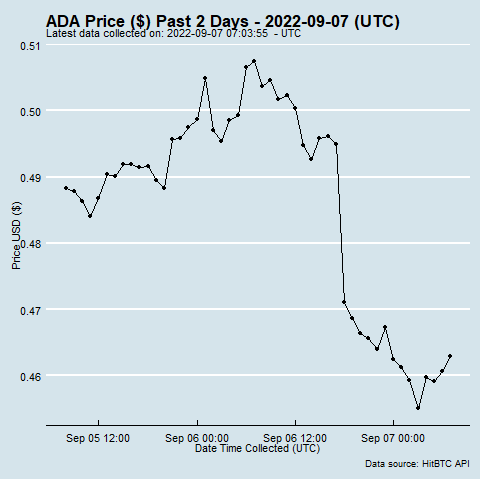 ADA Price ($) Past 2 Days - 2022-09-07 (UTC)
Latest data collected on: 2022-09-07 07:03:55  - UTC
0.51
0.50
0.49
0.48
0.47
0.46
Price USD ($)
Sep 05 12:00 Sep 06 00:00 Sep 06 12:00 Sep 07 00:00
Date Time Collected (UTC)
Data source: HitBTC API